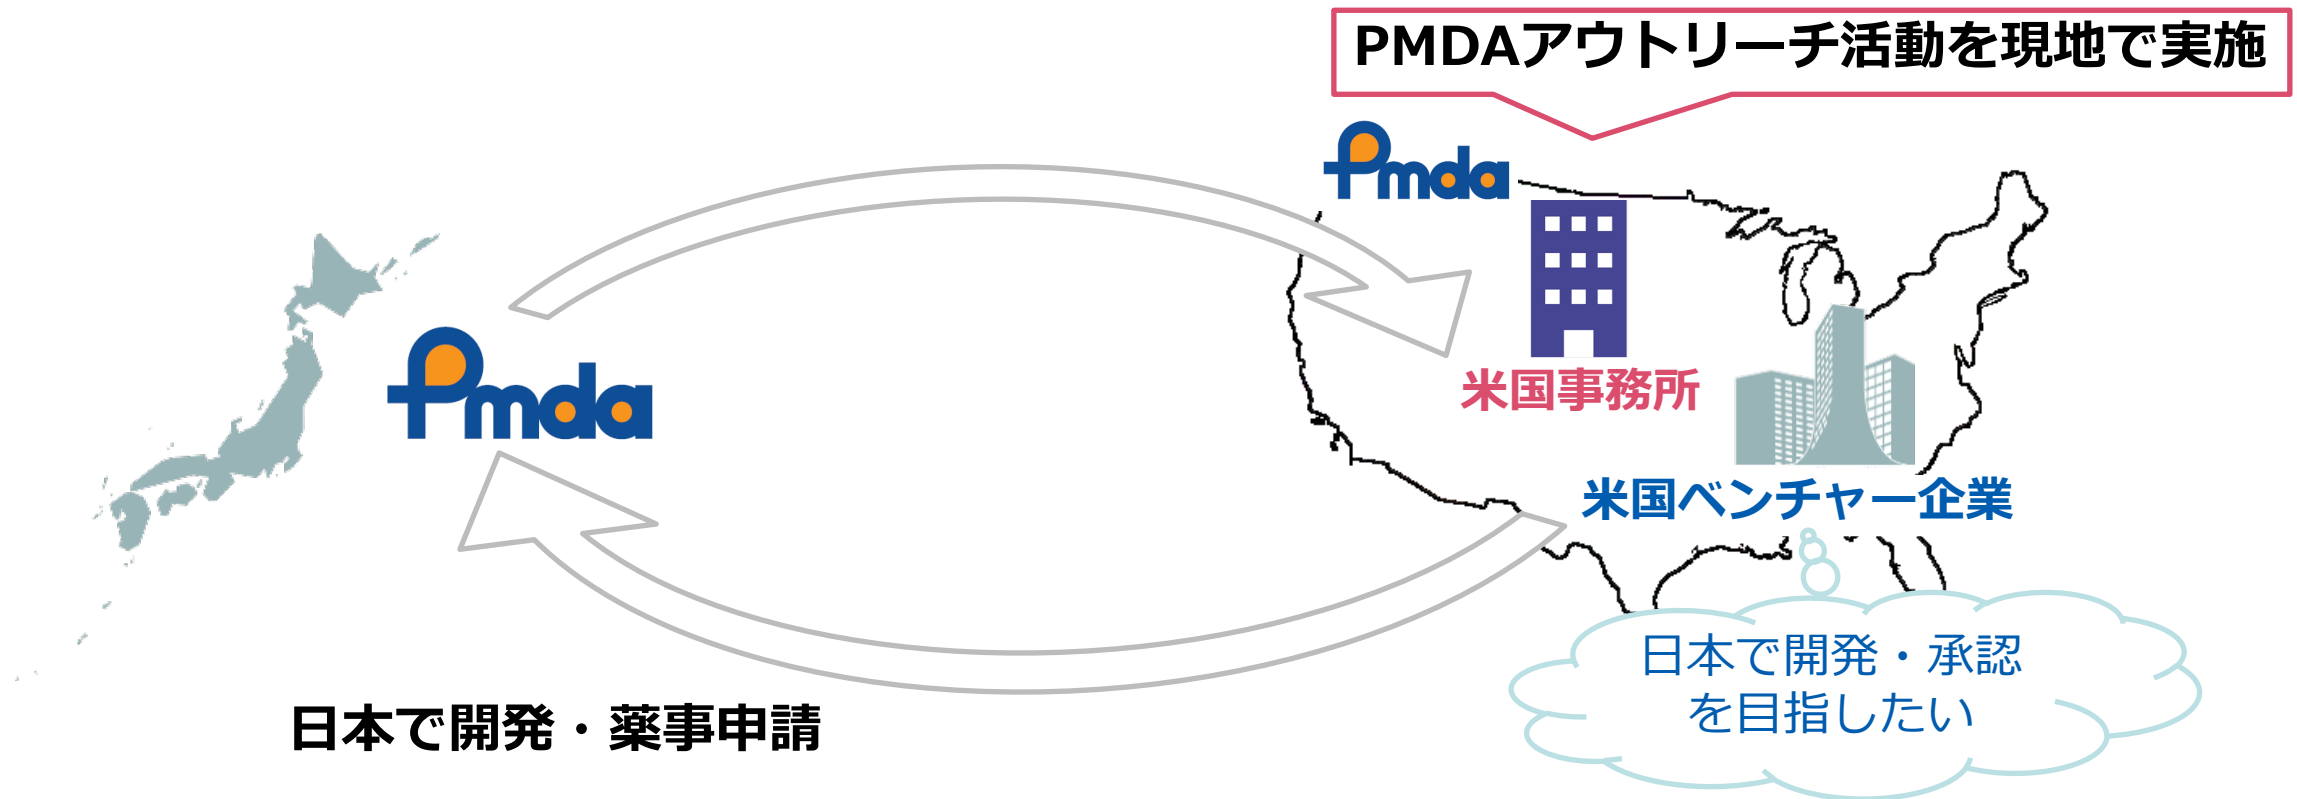 PMDAアウトリーチ活動を現地で実施
Pmda
Pmda
米国事務所
米国ベンチャー企業
日本で開発・承認
を目指したい
日本で開発・薬事申請